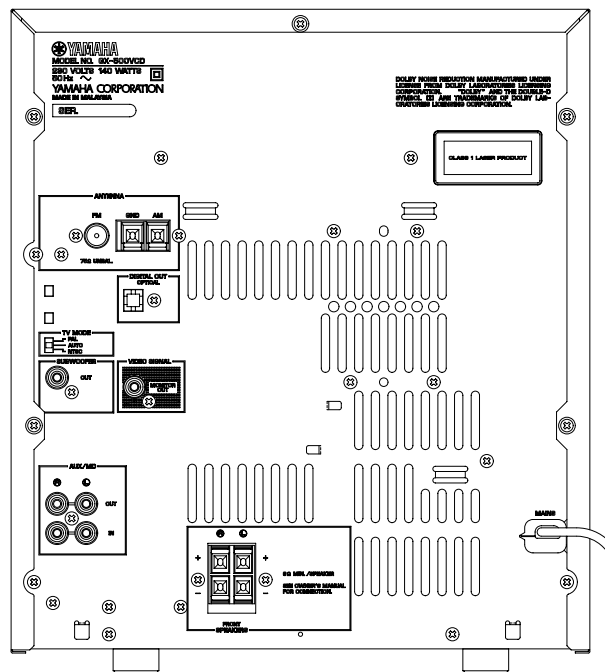 YAMAHA
MODEL NO. GX-500VCD
230 VOLTS 140 WATTS
50Hz
YAMAHA CORPORATION
MADE IN MALAYSIA
SER.
DOLBY NOISE REDUCTION MANUFACTURED UNDER
LICENSE FROM DOLBY LABORATORIES LICENSING
CORPORATION. "DOLBY" AND THE DOUBLE-D
SYMBOL ARE TRADEMARKS OF DOLBY LAB-
ORATORIES LICENSING CORPORATION.
CLASS 1 LASER PRODUCT
ANTENNA
FM GND AM
75Ω UNBAL.
DIGITAL OUT
OPTICAL
TV MODE
PAL
AUTO
NTSC
SUBWOOFER
OUT
VIDEO SIGNAL
MONITOR
OUT
AUX/MD
R L
OUT
IN
MAINS
R L
+ +
- -
6Ω MIN./SPEAKER
SEE OWNER'S MANUAL
FOR CONNECTION.
FRONT
SPEAKERS